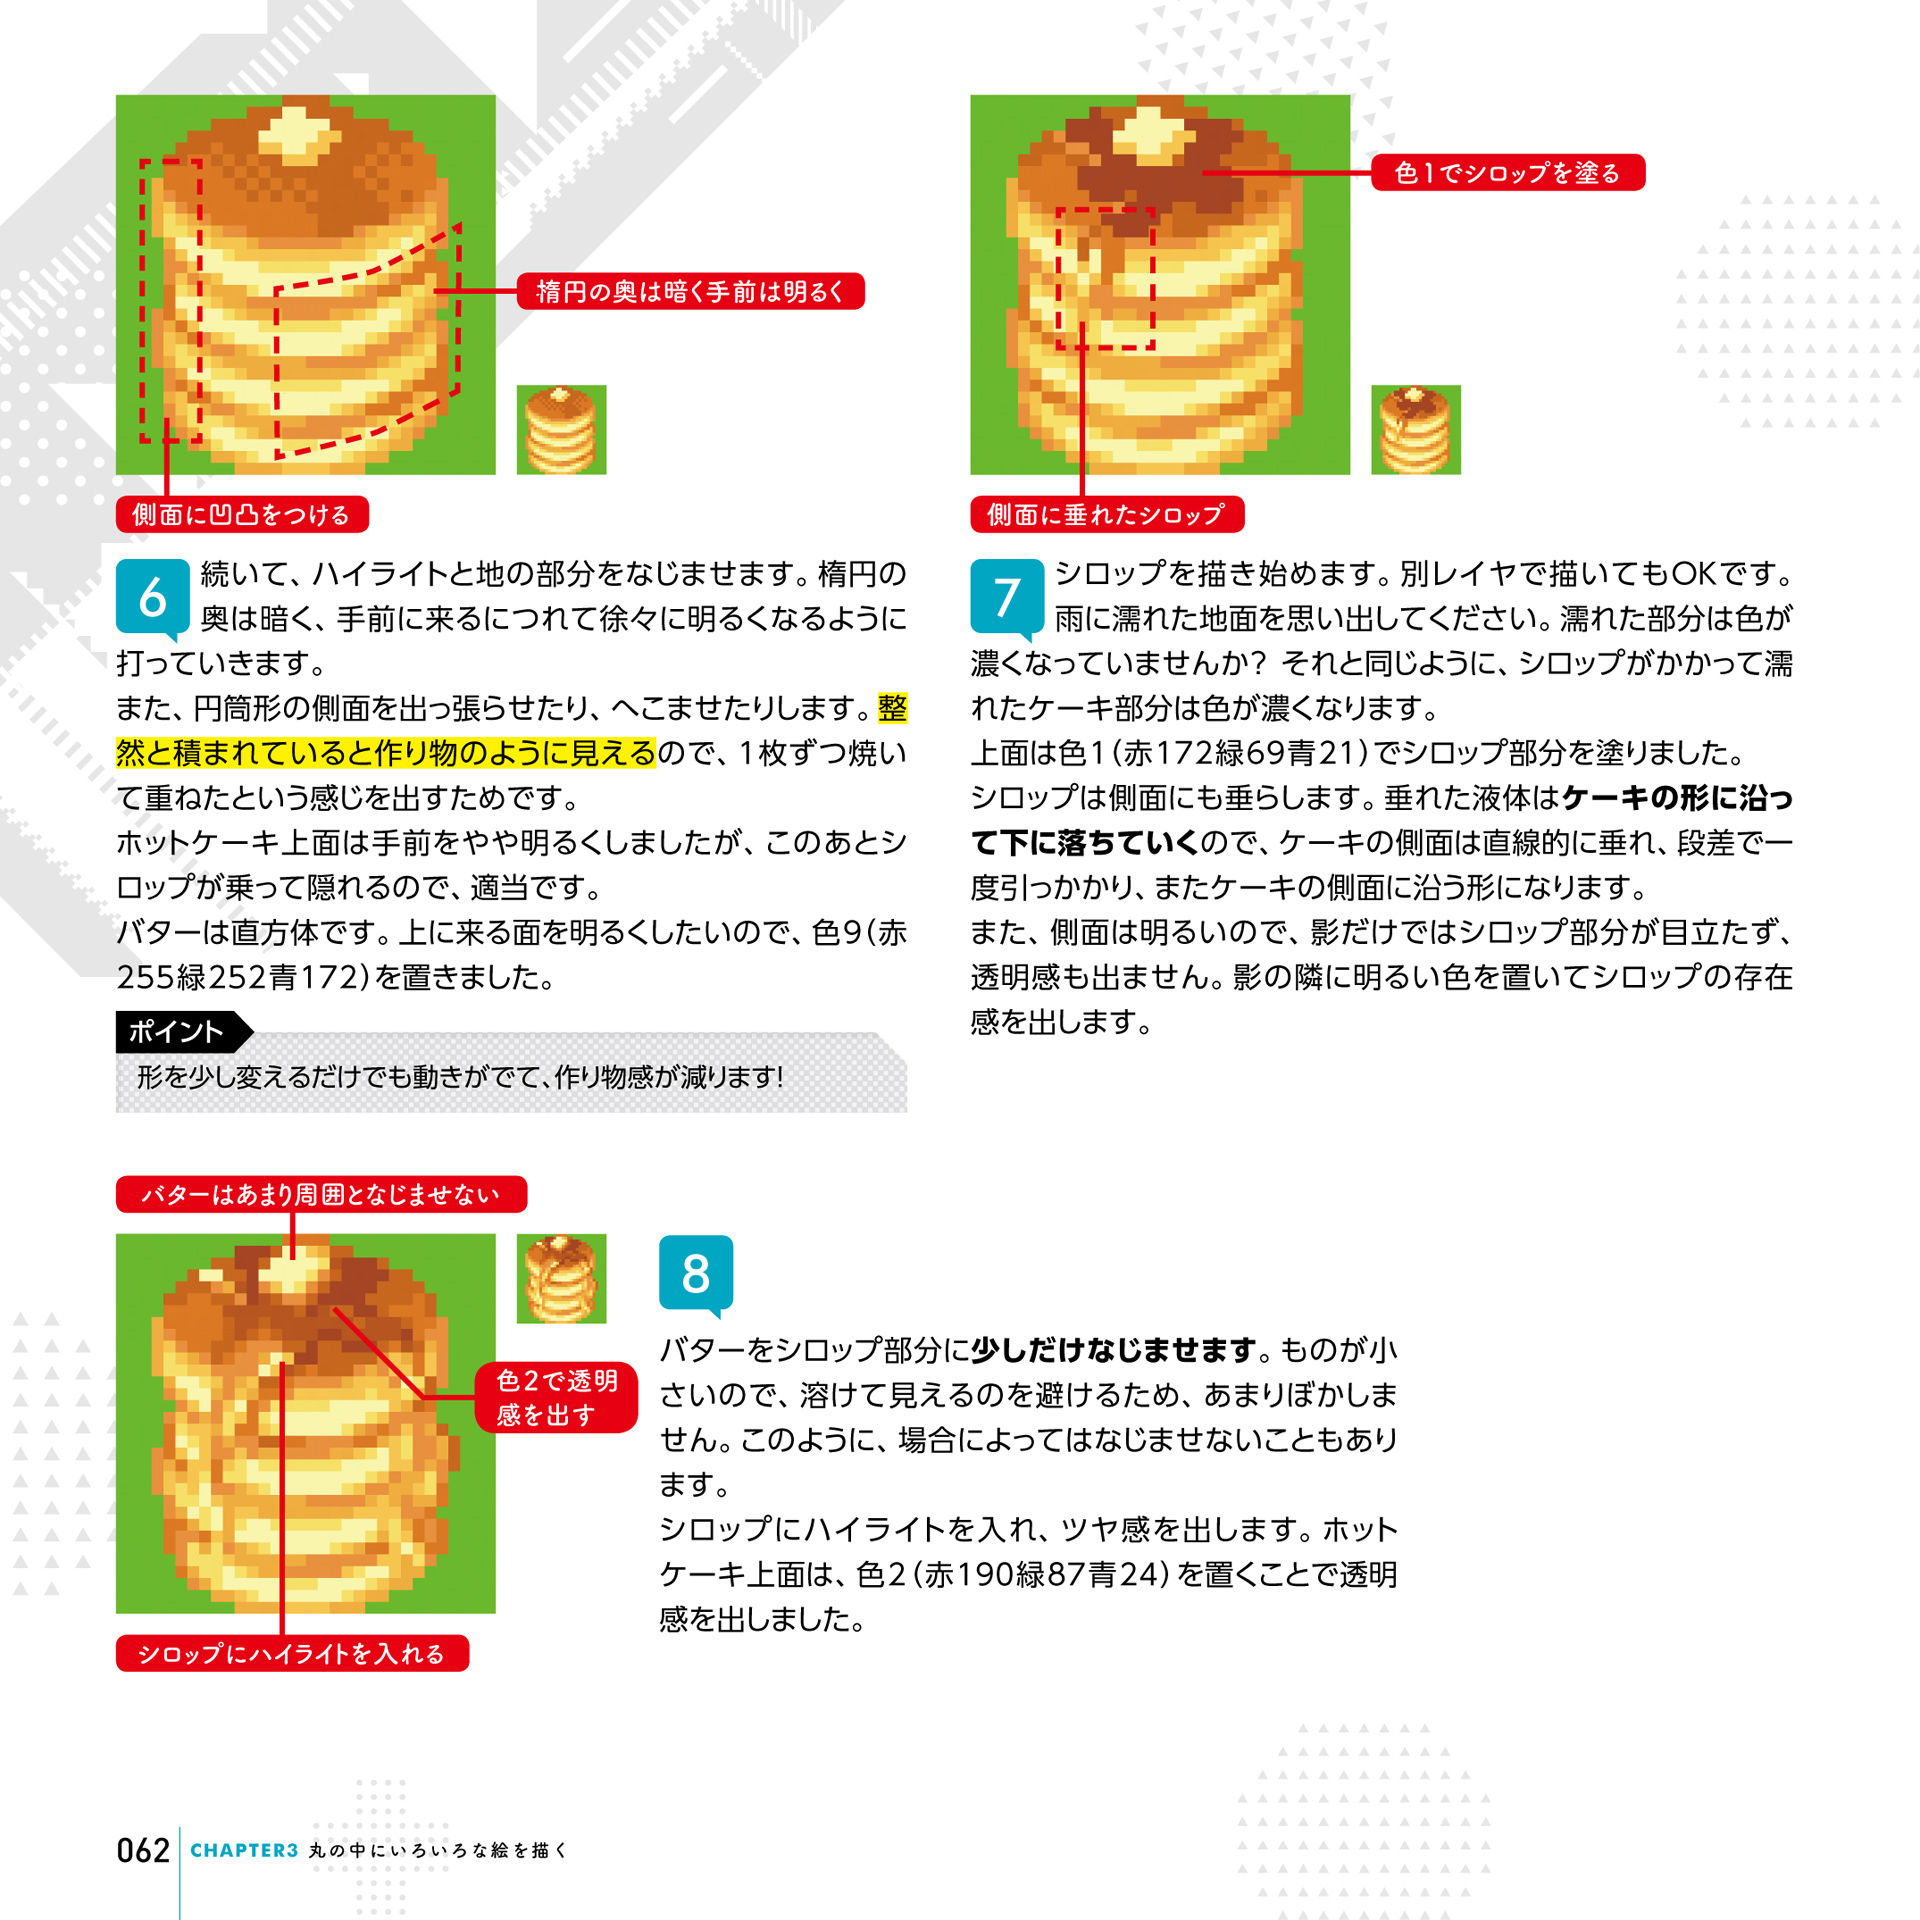 楕円の奥は暗く手前は明るく
側面に凹凸をつける
6
続いて、ハイライトと地の部分をなじませます。楕円の
奥は暗く、手前に来るにつれて徐々に明るくなるように
打っていきます。
また、円筒形の側面を出っ張らせたり、へこませたりします。整
然と積まれていると作り物のように見えるので、1枚ずつ焼い
て重ねたという感じを出すためです。
ホットケーキ上面は手前をやや明るくしましたが、このあとシ
ロップが乗って隠れるので、適当です。
バターは直方体です。上に来る面を明るくしたいので、色9（赤
255緑252青172）を置きました。
ポイント
形を少し変えるだけでも動きがでて、作り物感が減ります!
色1でシロップを塗る
側面に垂れたシロップ
7
シロップを描き始めます。別レイヤで描いてもOKです。
雨に濡れた地面を思い出してください。濡れた部分は色が
濃くなっていませんか? それと同じように、シロップがかかって濡
れたケーキ部分は色が濃くなります。
上面は色1（赤172緑69青21）でシロップ部分を塗りました。
シロップは側面にも垂らします。垂れた液体はケーキの形に沿っ
て下に落ちていくので、ケーキの側面は直線的に垂れ、段差で一
度引っかかり、またケーキの側面に沿う形になります。
また、側面は明るいので、影だけではシロップ部分が目立たず、
透明感も出ません。影の隣に明るい色を置いてシロップの存在
感を出します。
バターはあまり周囲となじませない
色2で透明
感を出す
シロップにハイライトを入れる
8
バターをシロップ部分に少しだけなじませます。ものが小
さいので、溶けて見えるのを避けるため、あまりぼかしま
せん。このように、場合によってはなじませないこともあり
ます。
シロップにハイライトを入れ、ツヤ感を出します。ホット
ケーキ上面は、色2（赤190緑87青24）を置くことで透明
感を出しました。
062 CHAPTER3 丸の中にいろいろな絵を描く